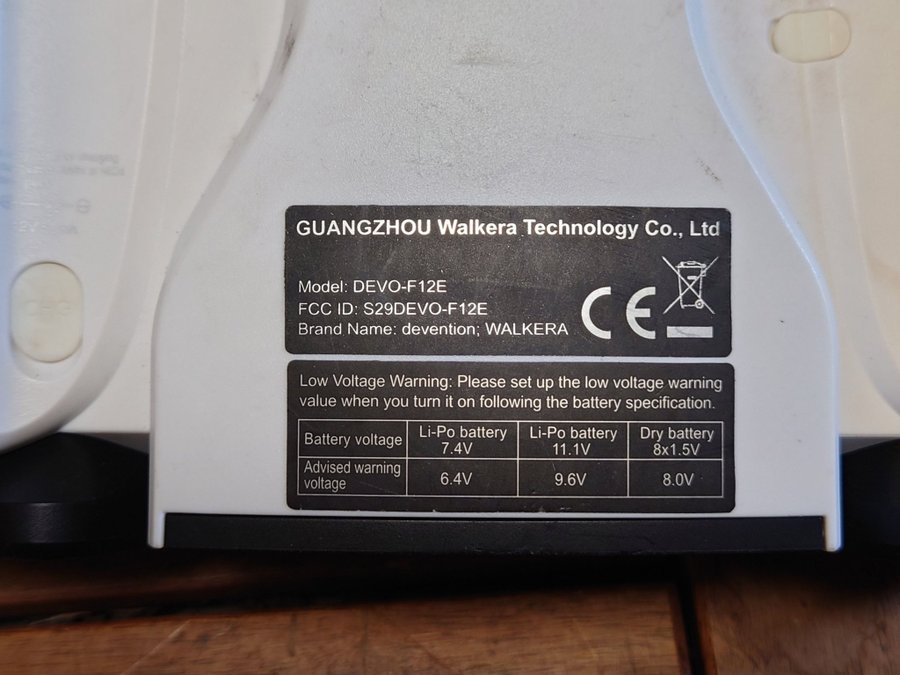 GUANGZHOU Walkera Technology Co., Ltd
Model: DEVO-F12E
FCC ID: S29DEVO-F12E
Brand Name: devention; WALKERA
CE
Low Voltage Warning: Please set up the low voltage warning
value when you turn it on following the battery specification.
Battery voltage Li-Po battery 7.4V Li-Po battery 11.1V Dry battery 8x1.5V
Advised warning voltage 6.4V 9.6V 8.0V